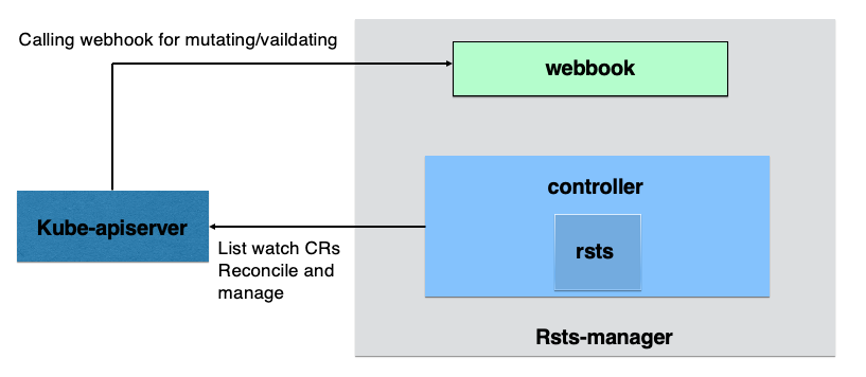 Calling webhook for mutating/vaildating
webbook
controller
Kube-apiserver
rsts
List watch CRs
Reconcile and
manage
Rsts-manager